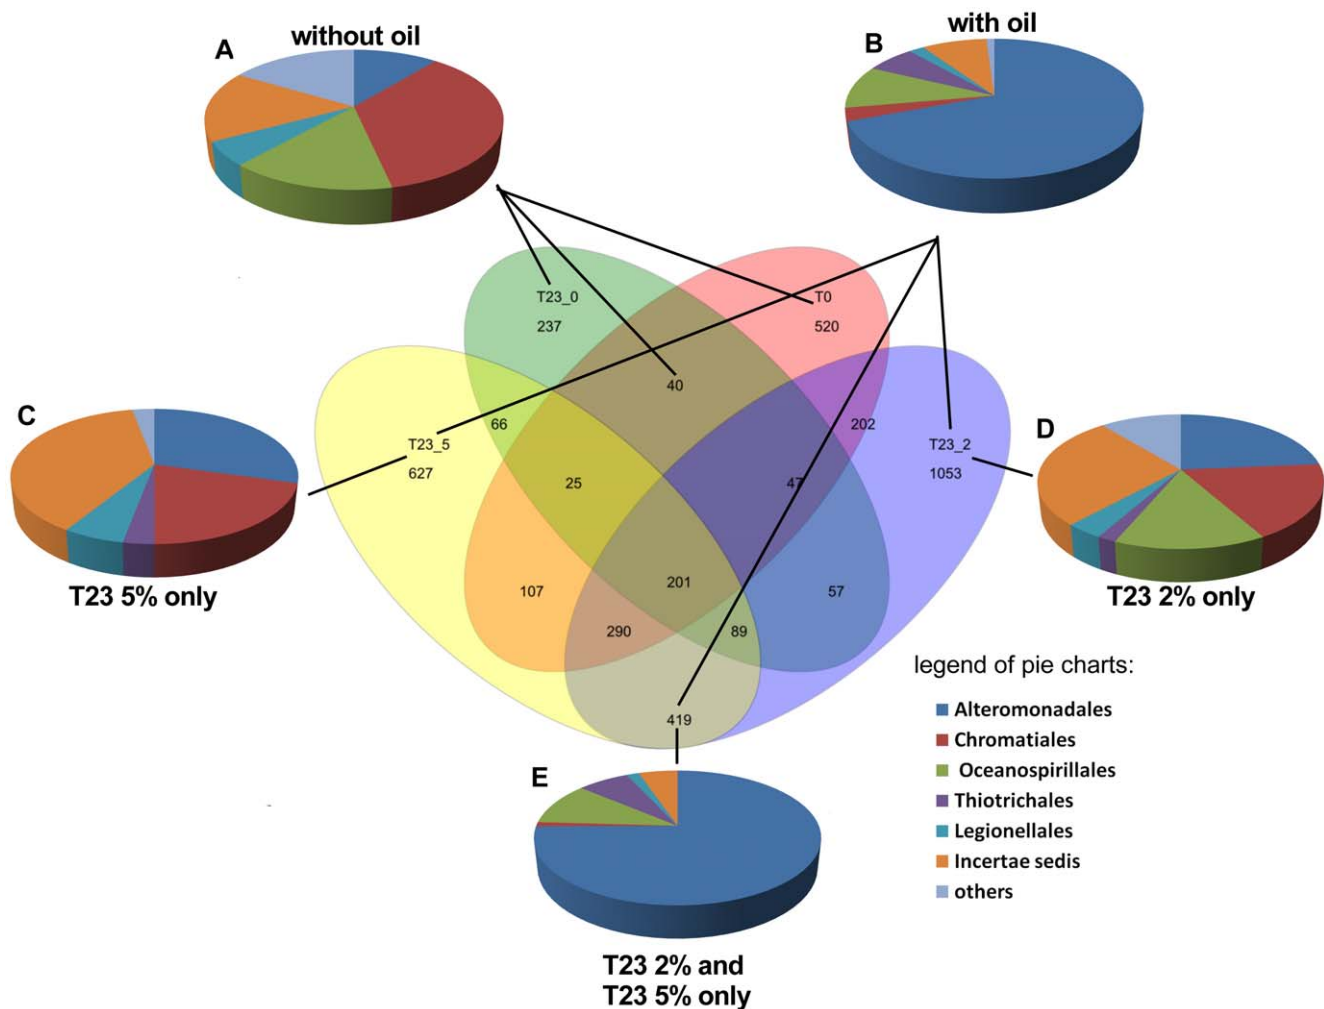 A
without oil
B
with oil
T23_0
237
T0
520
40
C
66
202
T23_5
627
T23_2
1053
D
25
47
T23 5% only
107
201
57
T23 2% only
290
89
419
legend of pie charts:
Alteromonadales
Chromatiales
Oceanospirillales
Thiotrichales
Legionellales
Incertae sedis
others
E
T23 2% and
T23 5% only